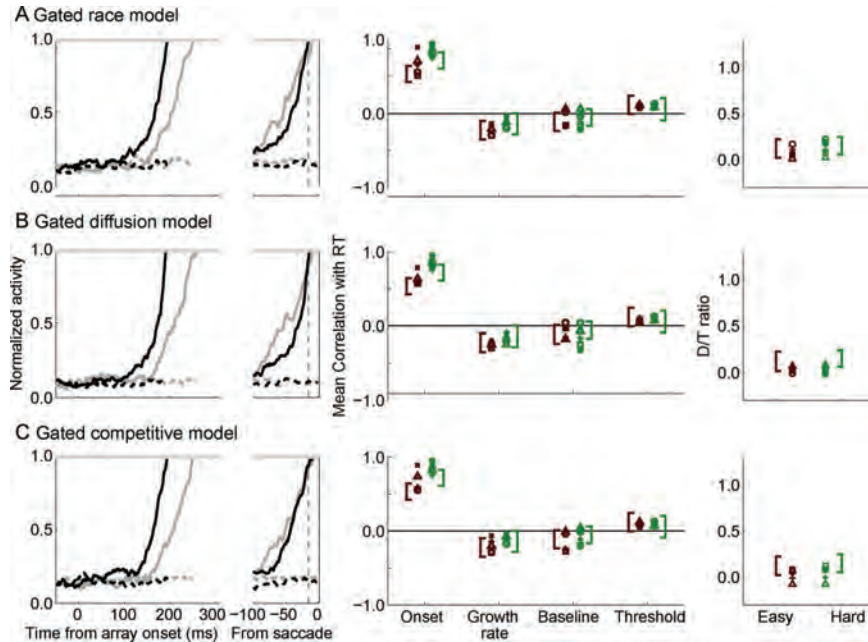 A Gated race model
1.0
0.5
0.0
1.0
0.0
−1.0
1.0
0.5
0.0
B Gated diffusion model
1.0
0.5
0.0
1.0
0.0
−1.0
1.0
0.5
0.0
Normalized activity
Mean Correlation with RT
D/T ratio
C Gated competitive model
1.0
0.5
0.0
1.0
0.0
−1.0
1.0
0.5
0.0
0 100 200 300
Time from array onset (ms)
−100 −50 0
From saccade
Onset
Growth
rate
Baseline
Threshold
Easy
Hard